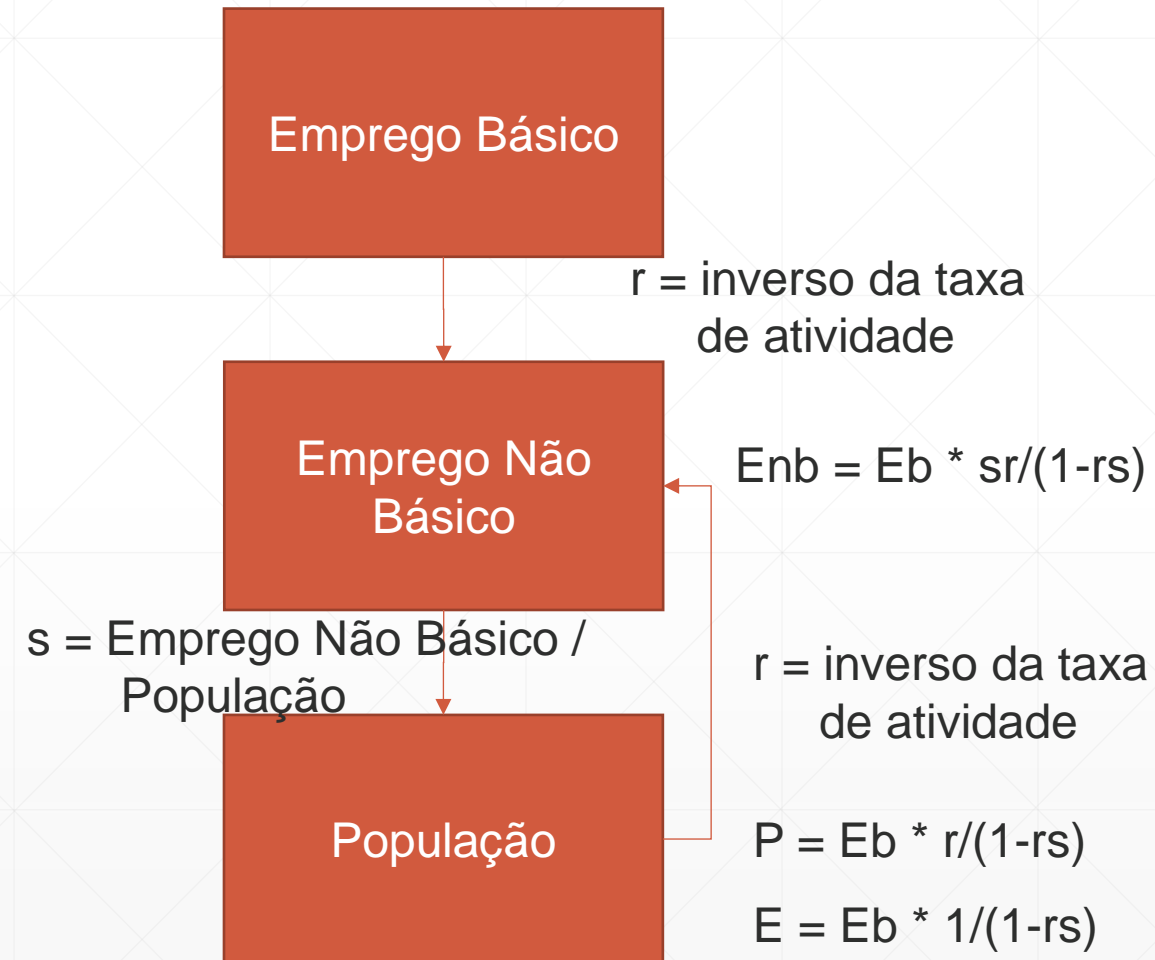 Emprego Básico
r = inverso da taxa
de atividade
Emprego Não
Básico
Enb = Eb * sr/(1-rs)
s = Emprego Não Básico /
População
r = inverso da taxa
de atividade
População
P = Eb * r/(1-rs)
E = Eb * 1/(1-rs)